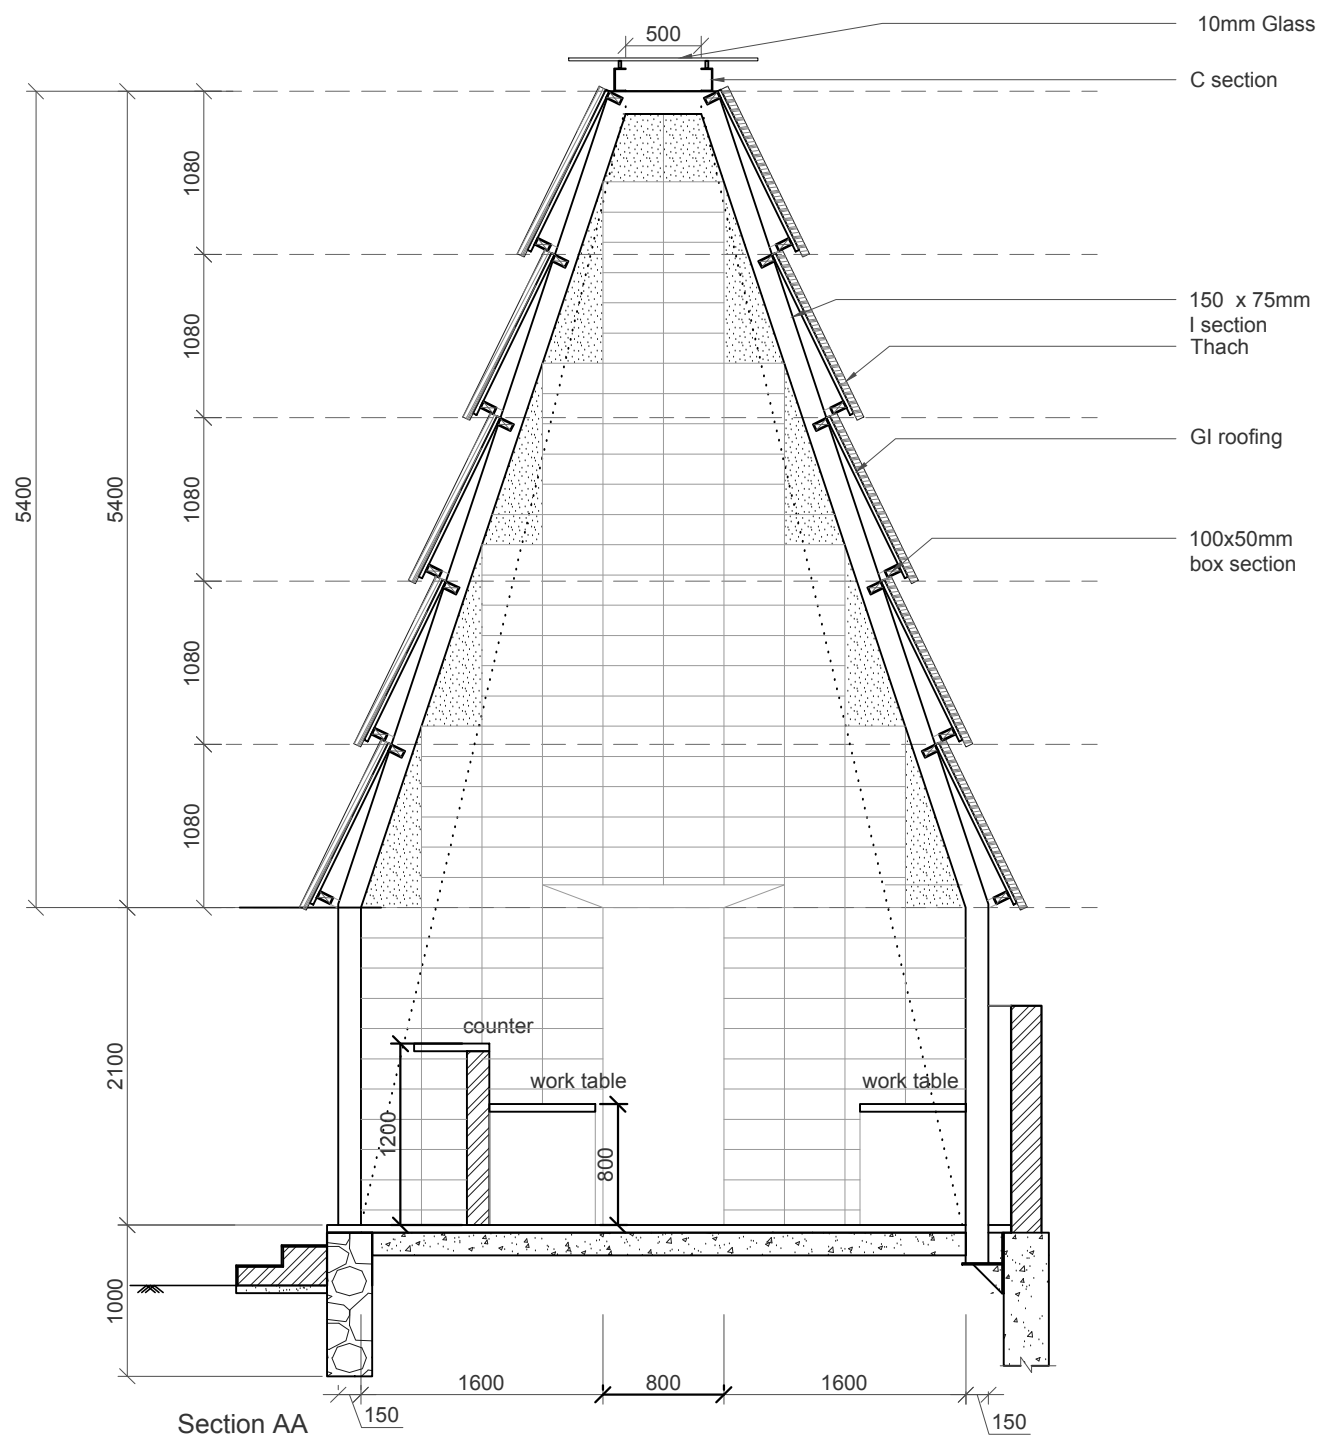 500
10mm Glass
C section
1080
1080
150 x 75mm
I section
Thach
GI roofing
5400
5400
1080
100x50mm
box section
1080
1080
counter
work table
work table
2100
1200
800
1000
1600
800
1600
150
150
Section AA